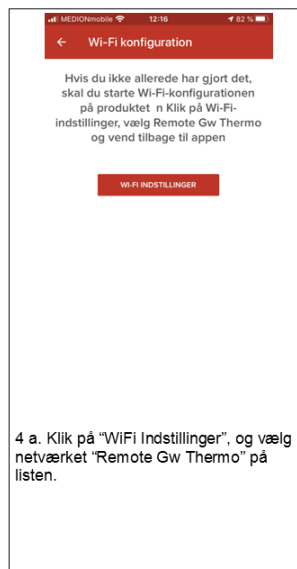 MEDIONmobile 12:16 82 %
← Wi-Fi konfiguration
Hvis du ikke allerede har gjort det,
skal du starte Wi-Fi-konfigurationen
på produktet n Klik på Wi-Fi-
indstillinger, vælg Remote Gw Thermo
og vend tilbage til appen
WI-FI INDSTILLINGER
4 a. Klik på “WiFi Indstillinger”, og vælg
netværket “Remote Gw Thermo” på
listen.